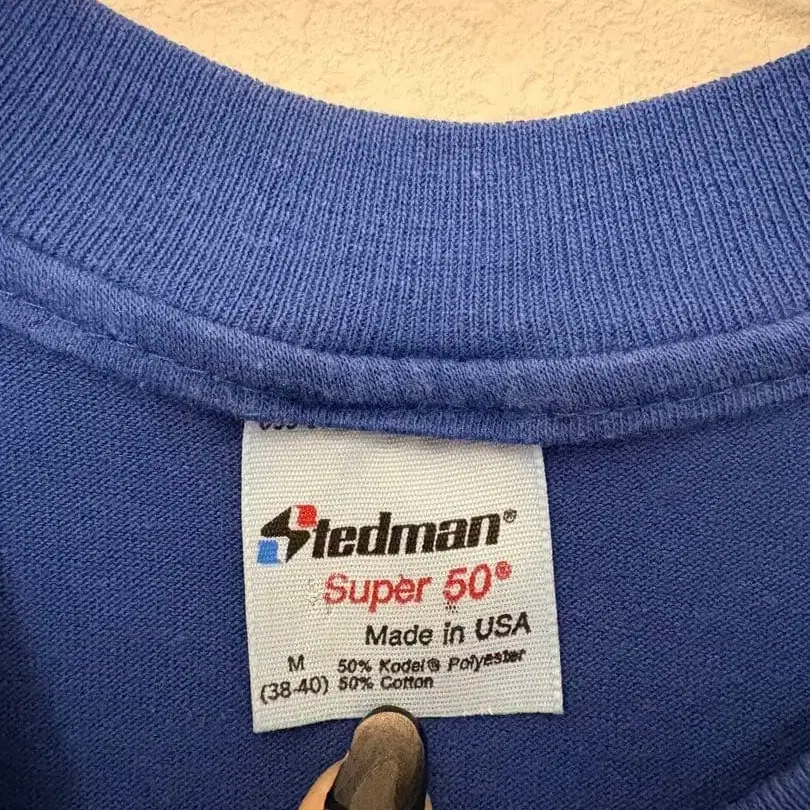 Stedman®
Super 50®
Made in USA
M 50% Kodel® Polyester
(38-40) 50% Cotton